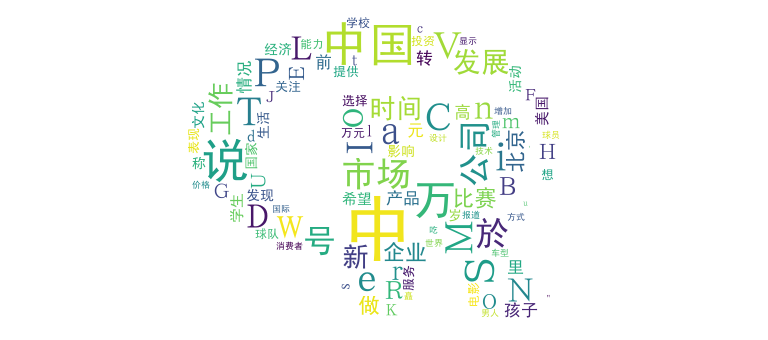 学校 中国 c
经济 能力 L t 投资 V 显示
P E 前 提供 转 发展
情况 关注 活动
工作 J 选择 时间 高 n F 美国
文化 T d 生活 万元 o l a C 元 m 管理 增加
表现 说 国家 I 影响 设计 公司 i 北京 球员
称 U 市场 技术 H 想
价格 G 发现 希望 产品 万 比赛 B
学生 D 国际 中 岁 报道 方式 u
球队 W 号 吃 M 於
消费者 新 企业 世界 车型
e r 服务 S 里
s R 做 K 电影 O N ”
男人 孩子